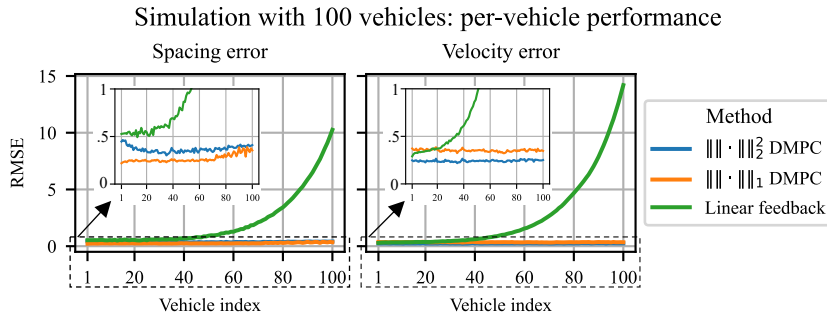 Simulation with 100 vehicles: per-vehicle performance
Spacing error
Velocity error
RMSE
15
10
5
0
1
.5
0
1 20 40 60 80 100
1
.5
0
1 20 40 60 80 100
1 20 40 60 80 100
1 20 40 60 80 100
Vehicle index
Vehicle index
Method
‖‖ · ‖‖²₂ DMPC
‖‖ · ‖‖₁ DMPC
Linear feedback